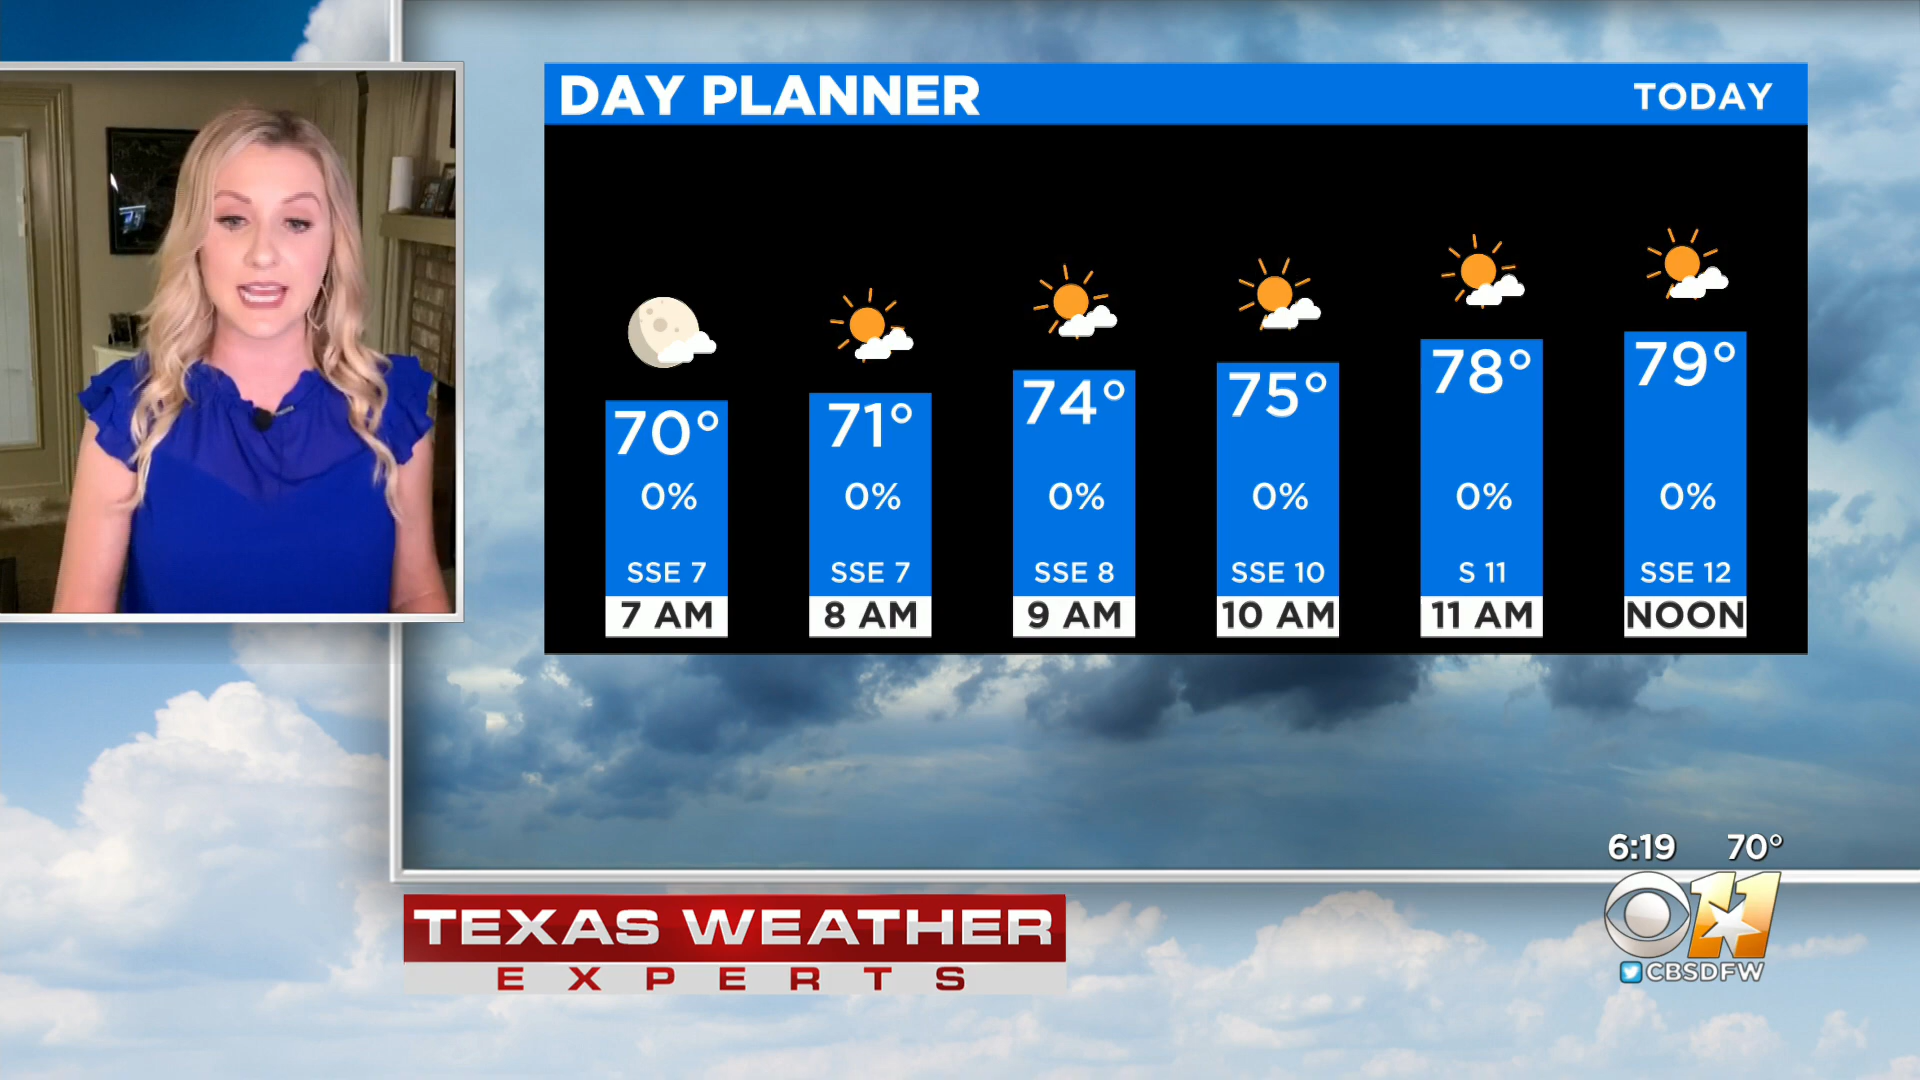 DAY PLANNER TODAY
70° 71° 74° 75° 78° 79°
0% 0% 0% 0% 0% 0%
SSE 7 SSE 7 SSE 8 SSE 10 S 11 SSE 12
7 AM 8 AM 9 AM 10 AM 11 AM NOON
6:19 70°
11
CBSDFW
TEXAS WEATHER
EXPERTS